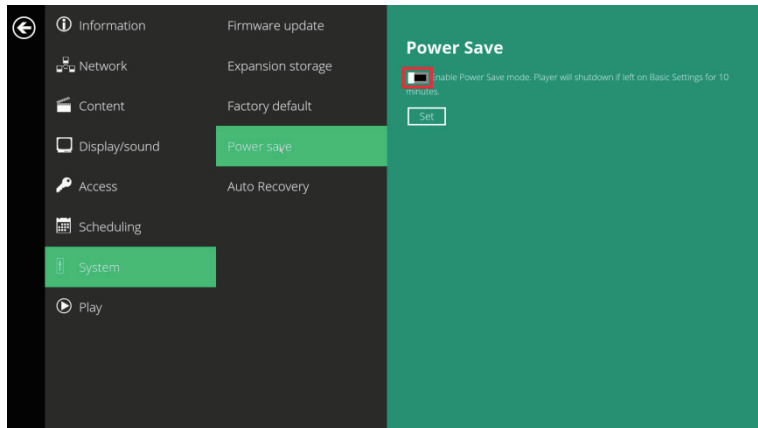 Information
Network
Content
Display/sound
Access
Scheduling
System
Play
Firmware update
Expansion storage
Factory default
Power save
Auto Recovery
Power Save
nable Power Save mode. Player will shutdown if left on Basic Settings for 10
minutes.
Set